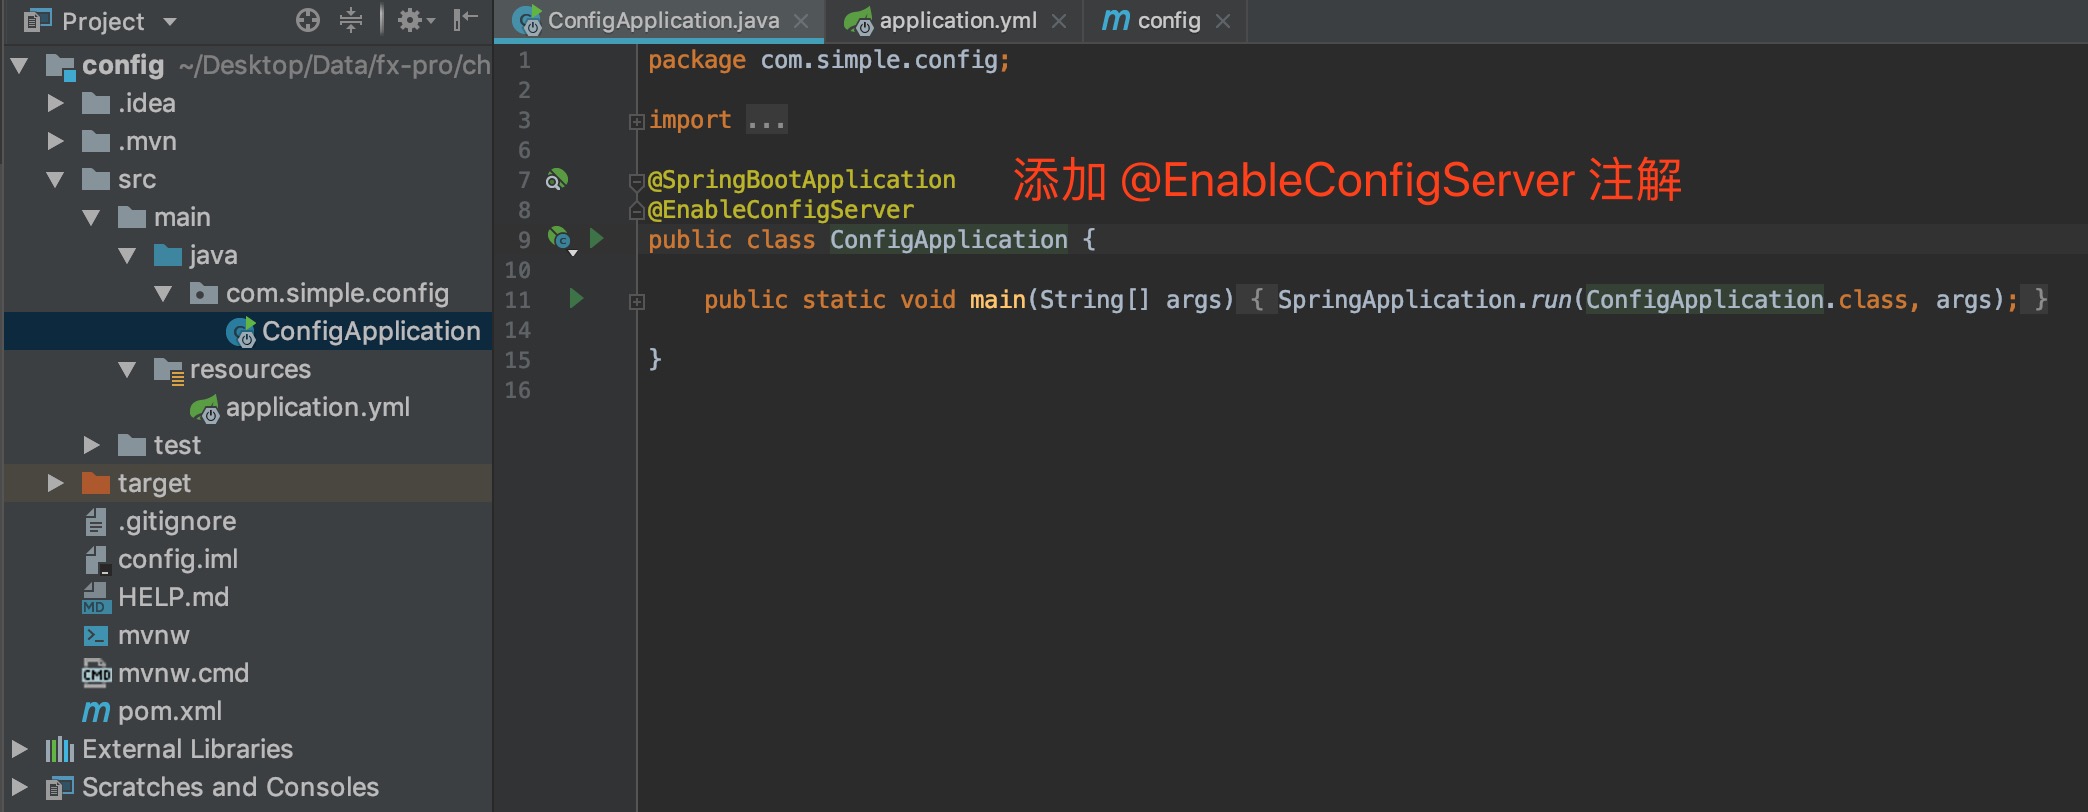 Project
config ~/Desktop/Data/fx-pro/ch
.idea
.mvn
src
main
java
com.simple.config
ConfigApplication
resources
application.yml
test
target
.gitignore
config.iml
HELP.md
mvnw
mvnw.cmd
pom.xml
External Libraries
Scratches and Consoles
ConfigApplication.java
application.yml
config
1 package com.simple.config;
2
3 import ...
6
7 @SpringBootApplication
添加 @EnableConfigServer 注解
8 @EnableConfigServer
9 public class ConfigApplication {
10
11 public static void main(String[] args) { SpringApplication.run(ConfigApplication.class, args); }
14
15 }
16